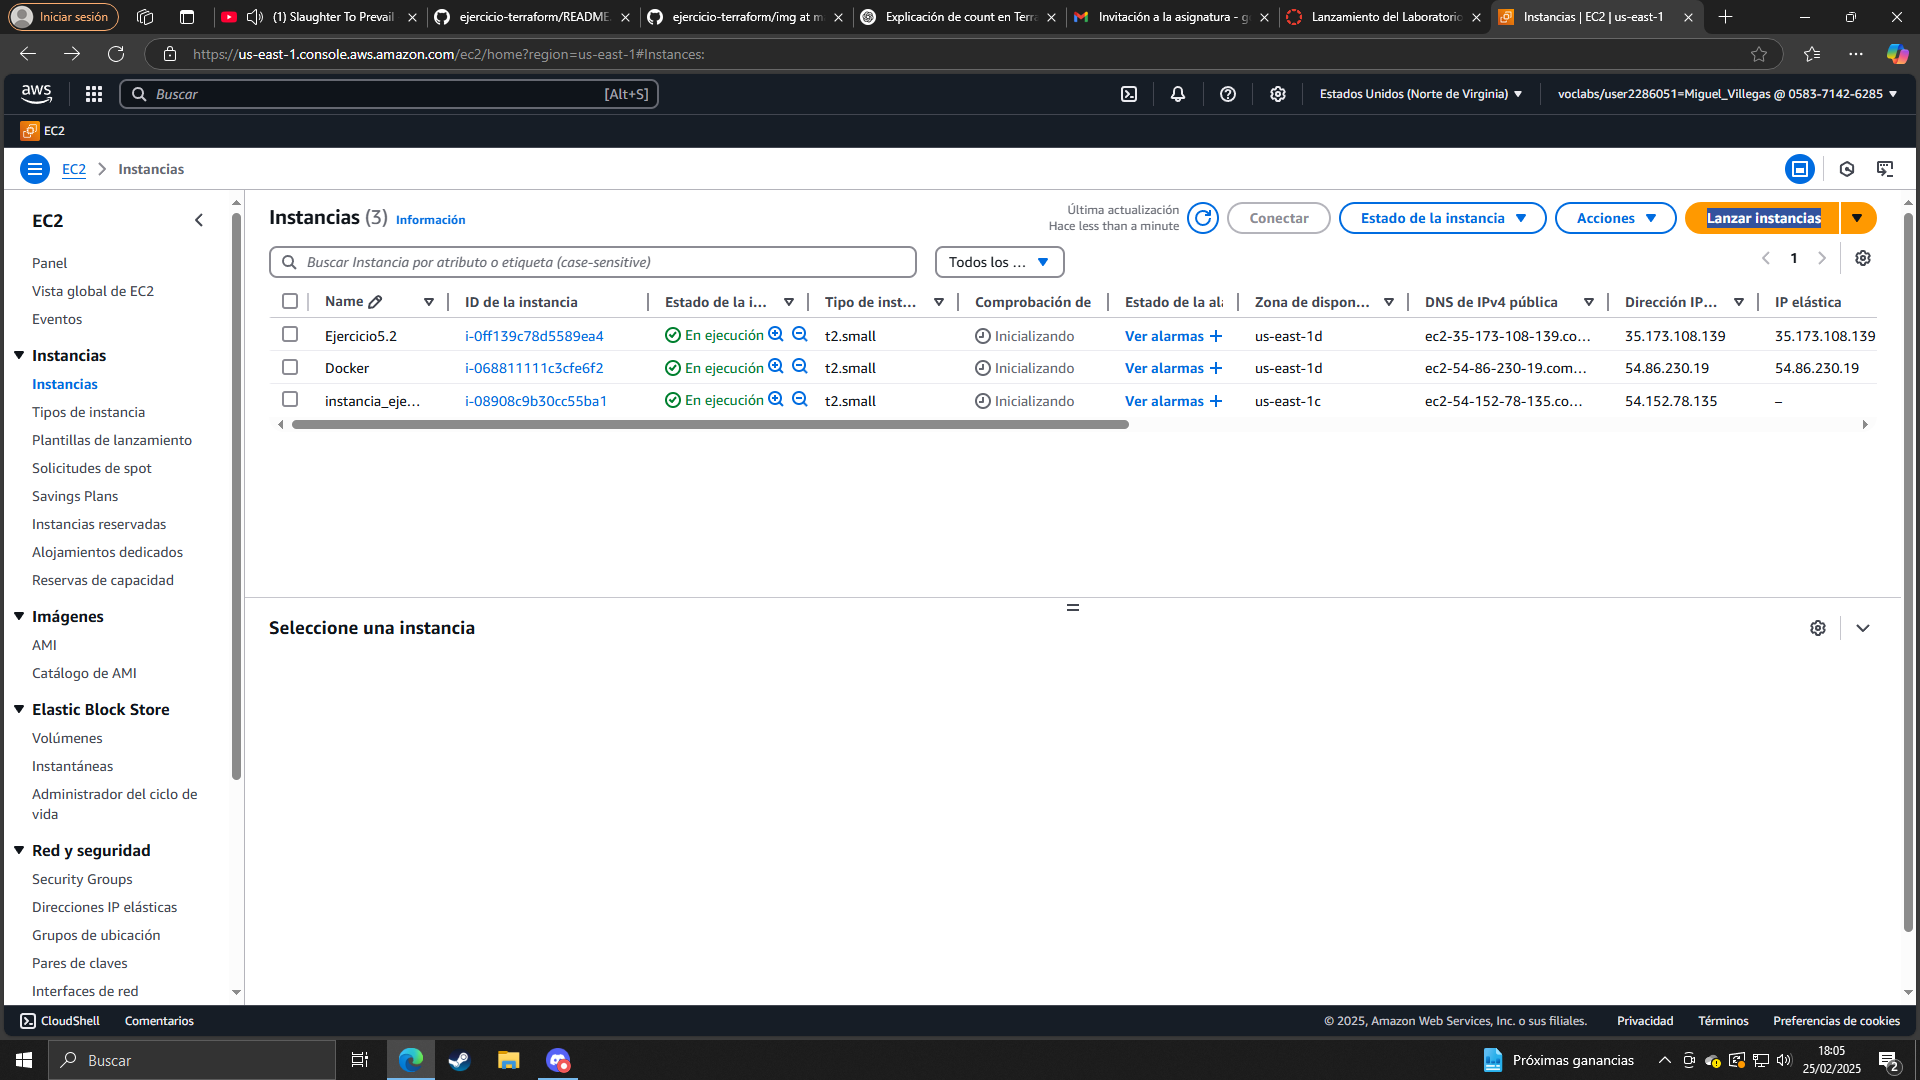 Iniciar sesión
(1) Slaughter To Prevail
ejercicio-terraform/README.
ejercicio-terraform/img at m
Explicación de count en Terra
Invitación a la asignatura - g
Lanzamiento del Laboratorio
Instancias | EC2 | us-east-1
https://us-east-1.console.aws.amazon.com/ec2/home?region=us-east-1#Instances:
aws
Buscar
[Alt+S]
Estados Unidos (Norte de Virginia)
voclabs/user2286051=Miguel_Villegas @ 0583-7142-6285
EC2
EC2
Instancias
EC2
Panel
Vista global de EC2
Eventos
Instancias
Instancias
Tipos de instancia
Plantillas de lanzamiento
Solicitudes de spot
Savings Plans
Instancias reservadas
Alojamientos dedicados
Reservas de capacidad
Imágenes
AMI
Catálogo de AMI
Elastic Block Store
Volúmenes
Instantáneas
Administrador del ciclo de
vida
Red y seguridad
Security Groups
Direcciones IP elásticas
Grupos de ubicación
Pares de claves
Interfaces de red
Instancias (3) Información
Última actualización
Hace less than a minute
Conectar
Estado de la instancia
Acciones
Lanzar instancias
Buscar Instancia por atributo o etiqueta (case-sensitive)
Todos los ...
1
Name ID de la instancia Estado de la i... Tipo de inst... Comprobación de Estado de la ala Zona de dispon... DNS de IPv4 pública Dirección IP... IP elástica
Ejercicio5.2 i-0ff139c78d5589ea4 En ejecución t2.small Inicializando Ver alarmas + us-east-1d ec2-35-173-108-139.co... 35.173.108.139 35.173.108.139
Docker i-068811111c3cfe6f2 En ejecución t2.small Inicializando Ver alarmas + us-east-1d ec2-54-86-230-19.com... 54.86.230.19 54.86.230.19
instancia_eje... i-08908c9b30cc55ba1 En ejecución t2.small Inicializando Ver alarmas + us-east-1c ec2-54-152-78-135.co... 54.152.78.135 –
Seleccione una instancia
CloudShell
Comentarios
© 2025, Amazon Web Services, Inc. o sus filiales.
Privacidad
Términos
Preferencias de cookies
Buscar
Próximas ganancias
18:05
25/02/2025
2